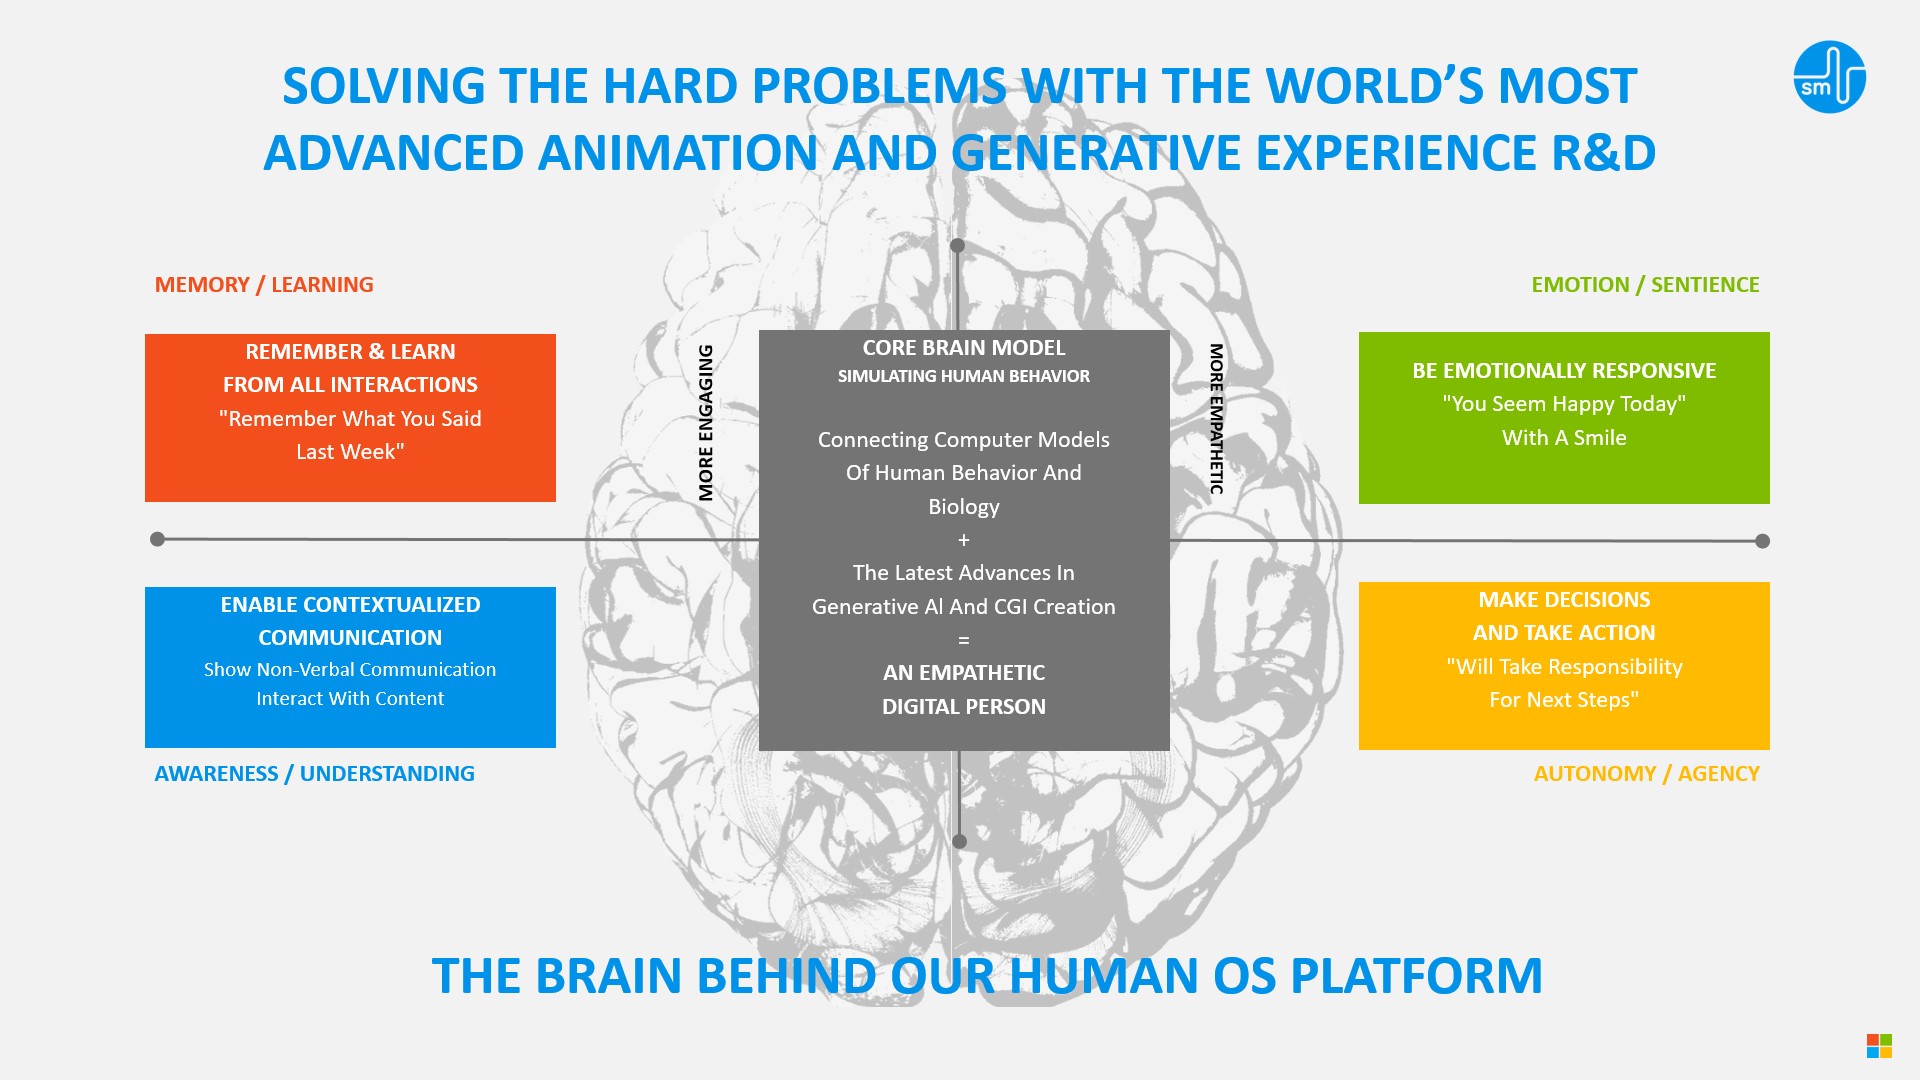 SOLVING THE HARD PROBLEMS WITH THE WORLD’S MOST
ADVANCED ANIMATION AND GENERATIVE EXPERIENCE R&D
sm
MEMORY / LEARNING
REMEMBER & LEARN
FROM ALL INTERACTIONS
"Remember What You Said
Last Week"
ENABLE CONTEXTUALIZED
COMMUNICATION
Show Non-Verbal Communication
Interact With Content
AWARENESS / UNDERSTANDING
MORE ENGAGING
CORE BRAIN MODEL
SIMULATING HUMAN BEHAVIOR
Connecting Computer Models
Of Human Behavior And
Biology
+
The Latest Advances In
Generative Al And CGI Creation
=
AN EMPATHETIC
DIGITAL PERSON
MORE EMPATHETIC
EMOTION / SENTIENCE
BE EMOTIONALLY RESPONSIVE
"You Seem Happy Today"
With A Smile
MAKE DECISIONS
AND TAKE ACTION
"Will Take Responsibility
For Next Steps"
AUTONOMY / AGENCY
THE BRAIN BEHIND OUR HUMAN OS PLATFORM